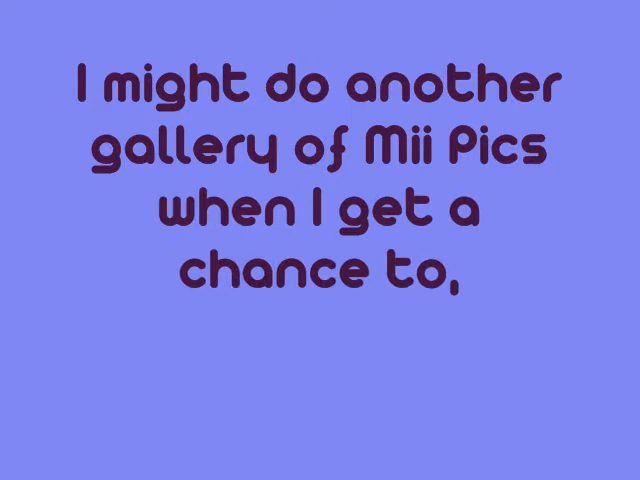 I might do another
gallery of Mii Pics
when I get a
chance to,